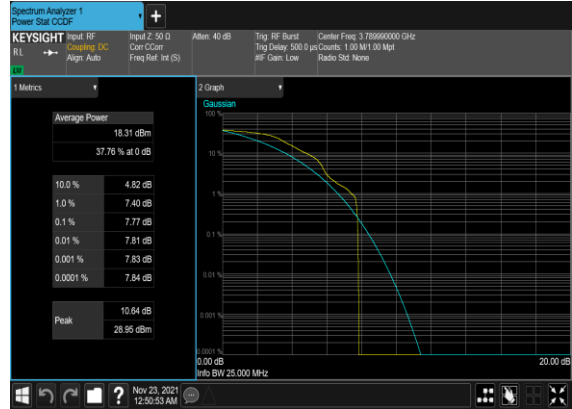 Spectrum Analyzer 1
Power Stat CCDF
+
KEYSIGHT
RL
Input: RF
Coupling: DC
Align: Auto
Input Z: 50 Ω
Corr CCorr
Freq Ref: Int (S)
Atten: 40 dB
Trig: RF Burst
Trig Delay: 500.0 µs
#IF Gain: Low
Center Freq: 3.789990000 GHz
Counts: 1.00 M/1.00 Mpt
Radio Std: None
1 Metrics
Average Power
18.31 dBm
37.76 % at 0 dB
10.0 % 4.82 dB
1.0 % 7.40 dB
0.1 % 7.77 dB
0.01 % 7.81 dB
0.001 % 7.83 dB
0.0001 % 7.84 dB
Peak
10.64 dB
28.95 dBm
2 Graph
Gaussian
100 %
10 %
1 %
0.1 %
0.01 %
0.001 %
0.0001 %
0.00 dB 20.00 dB
Info BW 25.000 MHz
?
Nov 23, 2021
12:50:53 AM